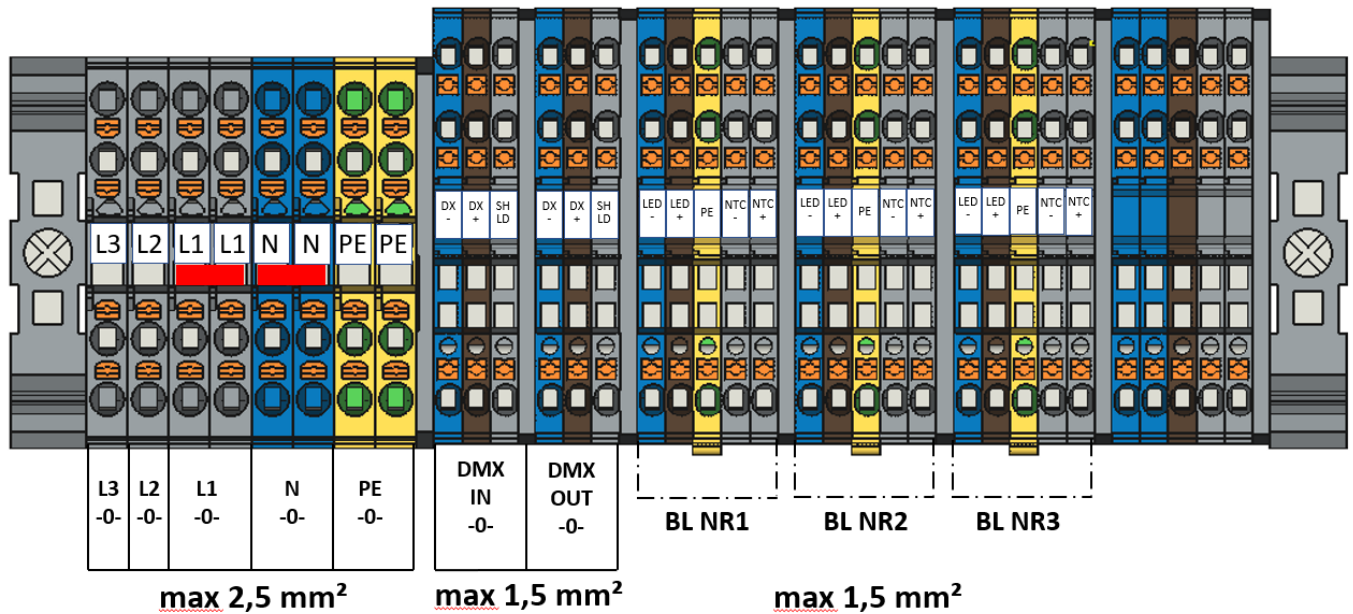 DX - DX + SH LD DX - DX + SH LD LED - LED + PE NTC - NTC + LED - LED + PE NTC - NTC + LED - LED + PE NTC - NTC +
L3 L2 L1 L1 N N PE PE
L3 -0-
L2 -0-
L1 -0-
N -0-
PE -0-
DMX
IN
-0-
DMX
OUT
-0-
BL NR1
BL NR2
BL NR3
max 2,5 mm²
max 1,5 mm²
max 1,5 mm²